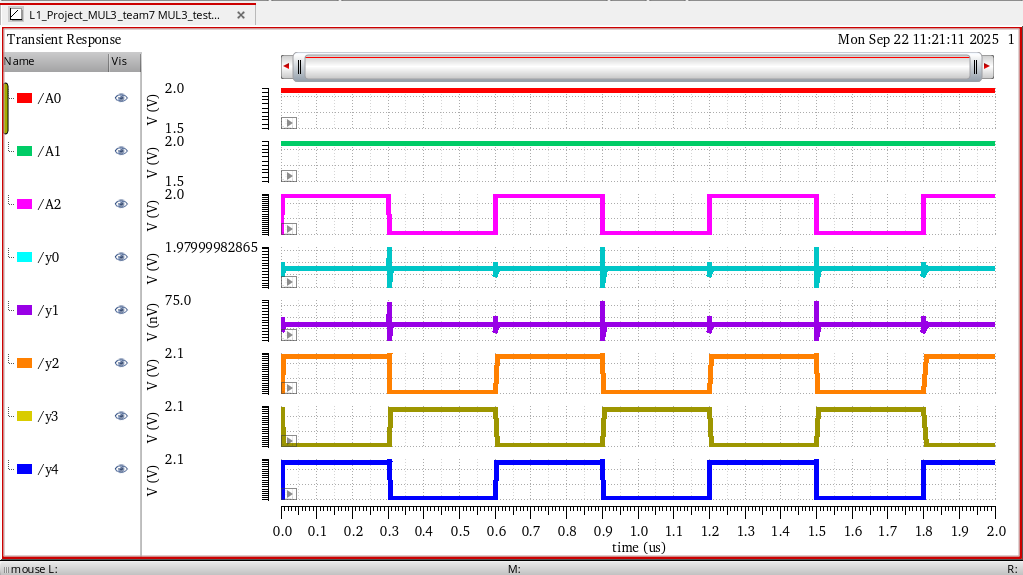 L1_Project_MUL3_team7 MUL3_test... ×
Transient Response
Mon Sep 22 11:21:11 2025 1
Name Vis
/A0
V (V)
2.0
1.5
/A1
V (V)
2.0
1.5
/A2
V (V)
2.0
/y0
V (V)
1.97999982865
/y1
V (nV)
75.0
/y2
V (V)
2.1
/y3
V (V)
2.1
/y4
V (V)
2.1
0.0 0.1 0.2 0.3 0.4 0.5 0.6 0.7 0.8 0.9 1.0 1.1 1.2 1.3 1.4 1.5 1.6 1.7 1.8 1.9 2.0
time (us)
mouse L: M: R: